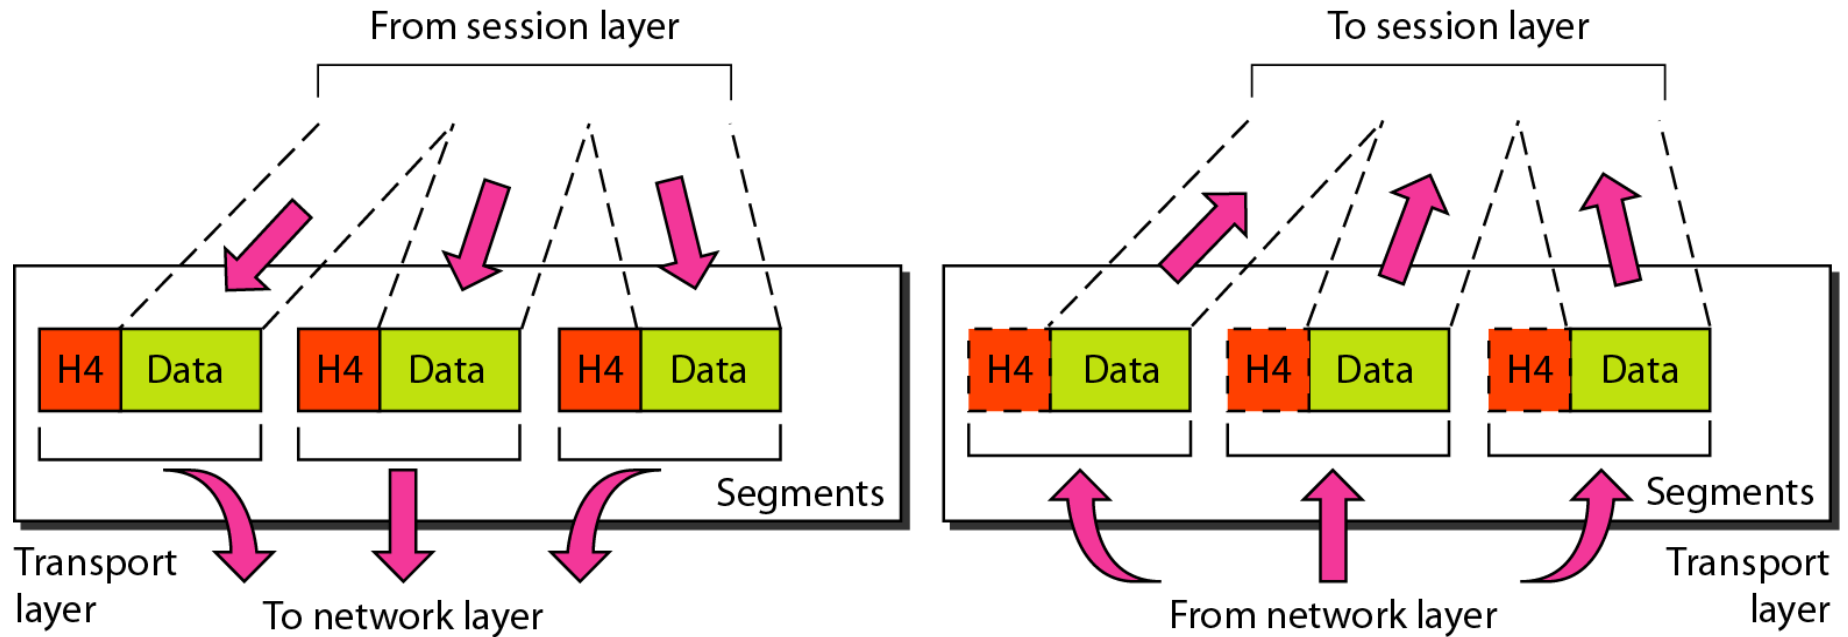 From session layer
To session layer
H4 Data H4 Data H4 Data
H4 Data H4 Data H4 Data
Segments
Segments
Transport
layer
To network layer
From network layer
Transport
layer